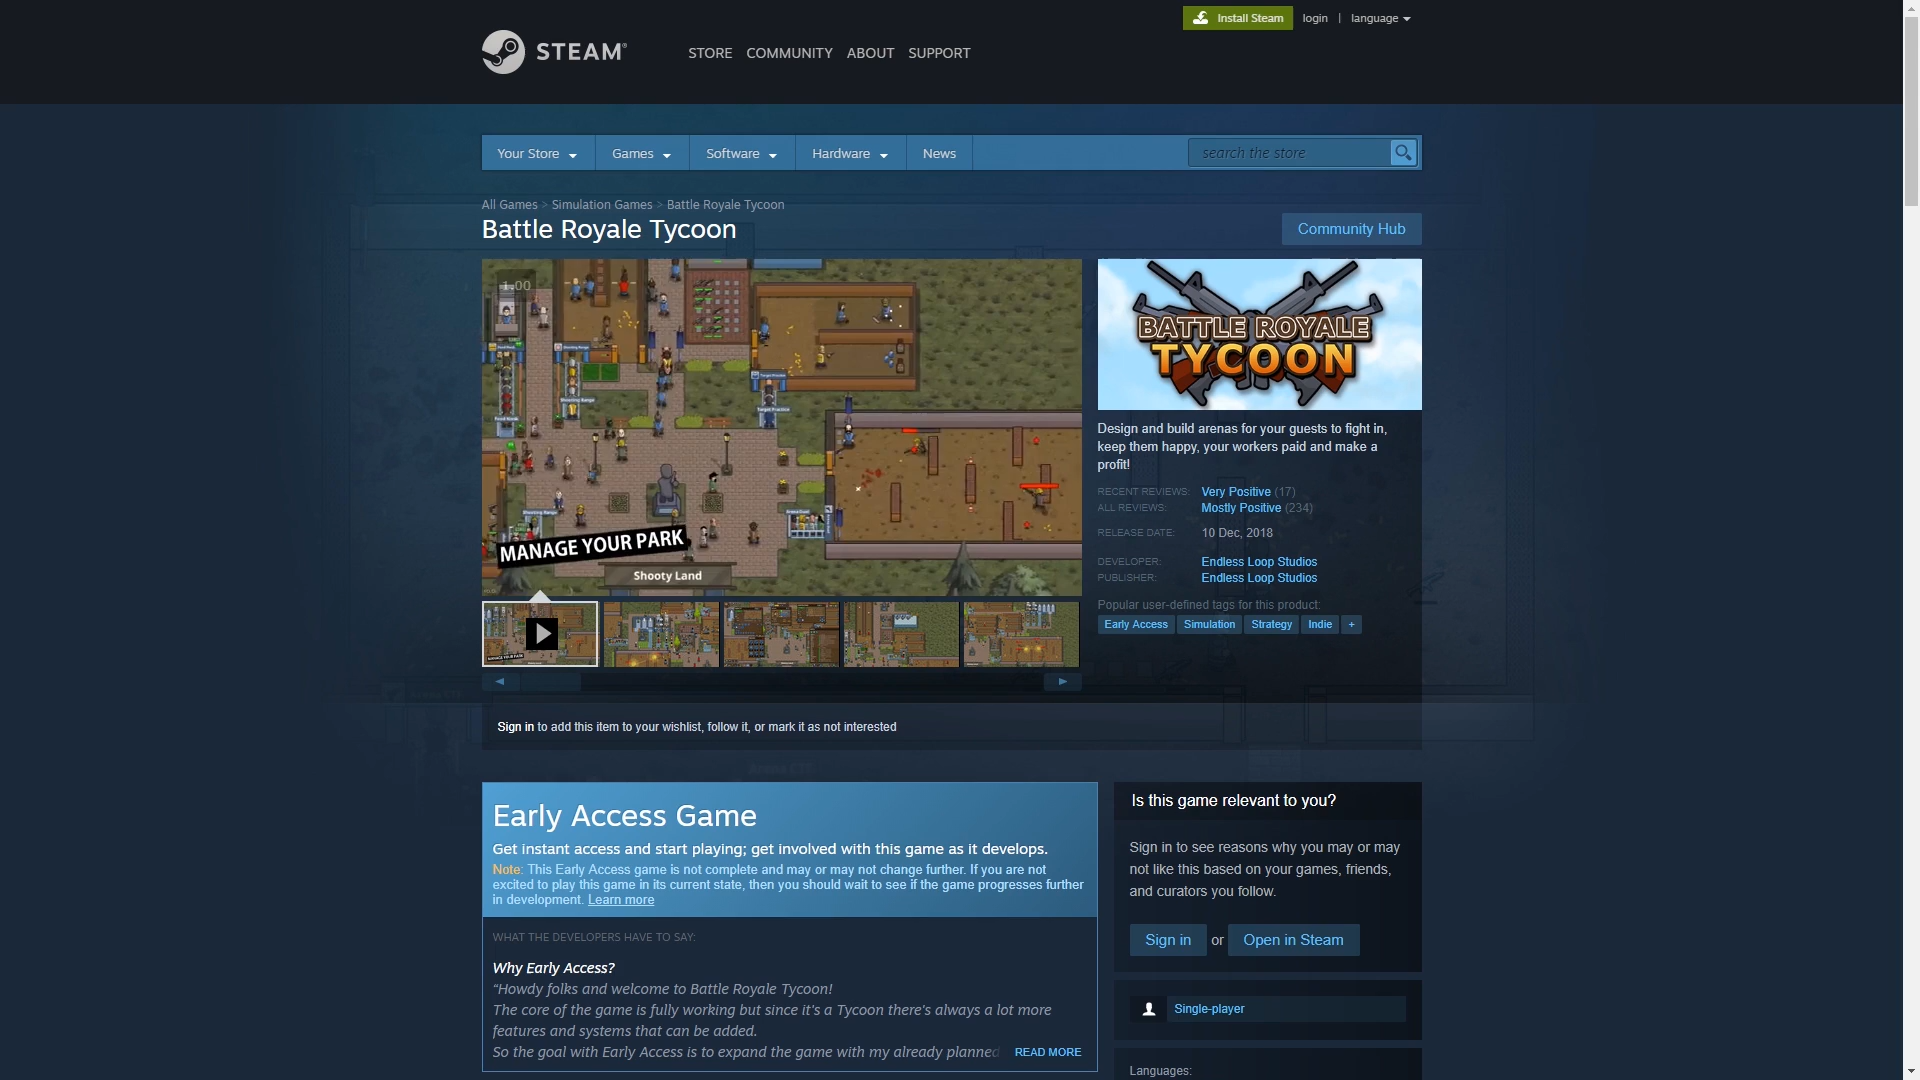 Install Steam login | language
STEAM®
STORE COMMUNITY ABOUT SUPPORT
Your Store Games Software Hardware News search the store
All Games > Simulation Games > Battle Royale Tycoon
Battle Royale Tycoon
Community Hub
1.00
MANAGE YOUR PARK
Shooty Land
BATTLE ROYALE
TYCOON
Design and build arenas for your guests to fight in,
keep them happy, your workers paid and make a
profit!
RECENT REVIEWS: Very Positive (17)
ALL REVIEWS: Mostly Positive (234)
RELEASE DATE: 10 Dec, 2018
DEVELOPER: Endless Loop Studios
PUBLISHER: Endless Loop Studios
Popular user-defined tags for this product:
Early Access Simulation Strategy Indie +
Sign in to add this item to your wishlist, follow it, or mark it as not interested
Early Access Game
Get instant access and start playing; get involved with this game as it develops.
Note: This Early Access game is not complete and may or may not change further. If you are not
excited to play this game in its current state, then you should wait to see if the game progresses further
in development. Learn more
WHAT THE DEVELOPERS HAVE TO SAY:
Why Early Access?
“Howdy folks and welcome to Battle Royale Tycoon!
The core of the game is fully working but since it's a Tycoon there's always a lot more
features and systems that can be added.
So the goal with Early Access is to expand the game with my already planned READ MORE
Is this game relevant to you?
Sign in to see reasons why you may or may
not like this based on your games, friends,
and curators you follow.
Sign in or Open in Steam
Single-player
Languages: